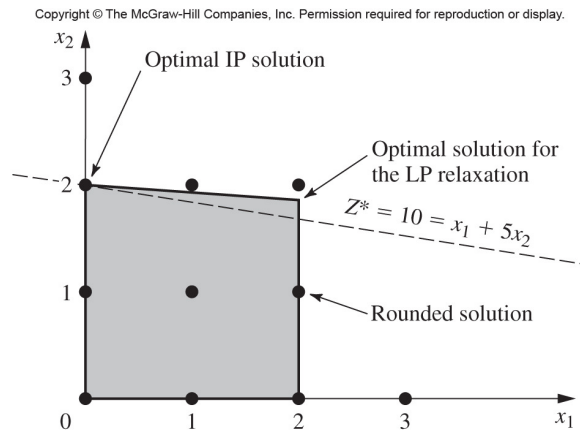 Copyright © The McGraw-Hill Companies, Inc. Permission required for reproduction or display.
x₂
3
Optimal IP solution
Optimal solution for
the LP relaxation
2
Z* = 10 = x₁ + 5x₂
1
Rounded solution
0
1
2
3
x₁